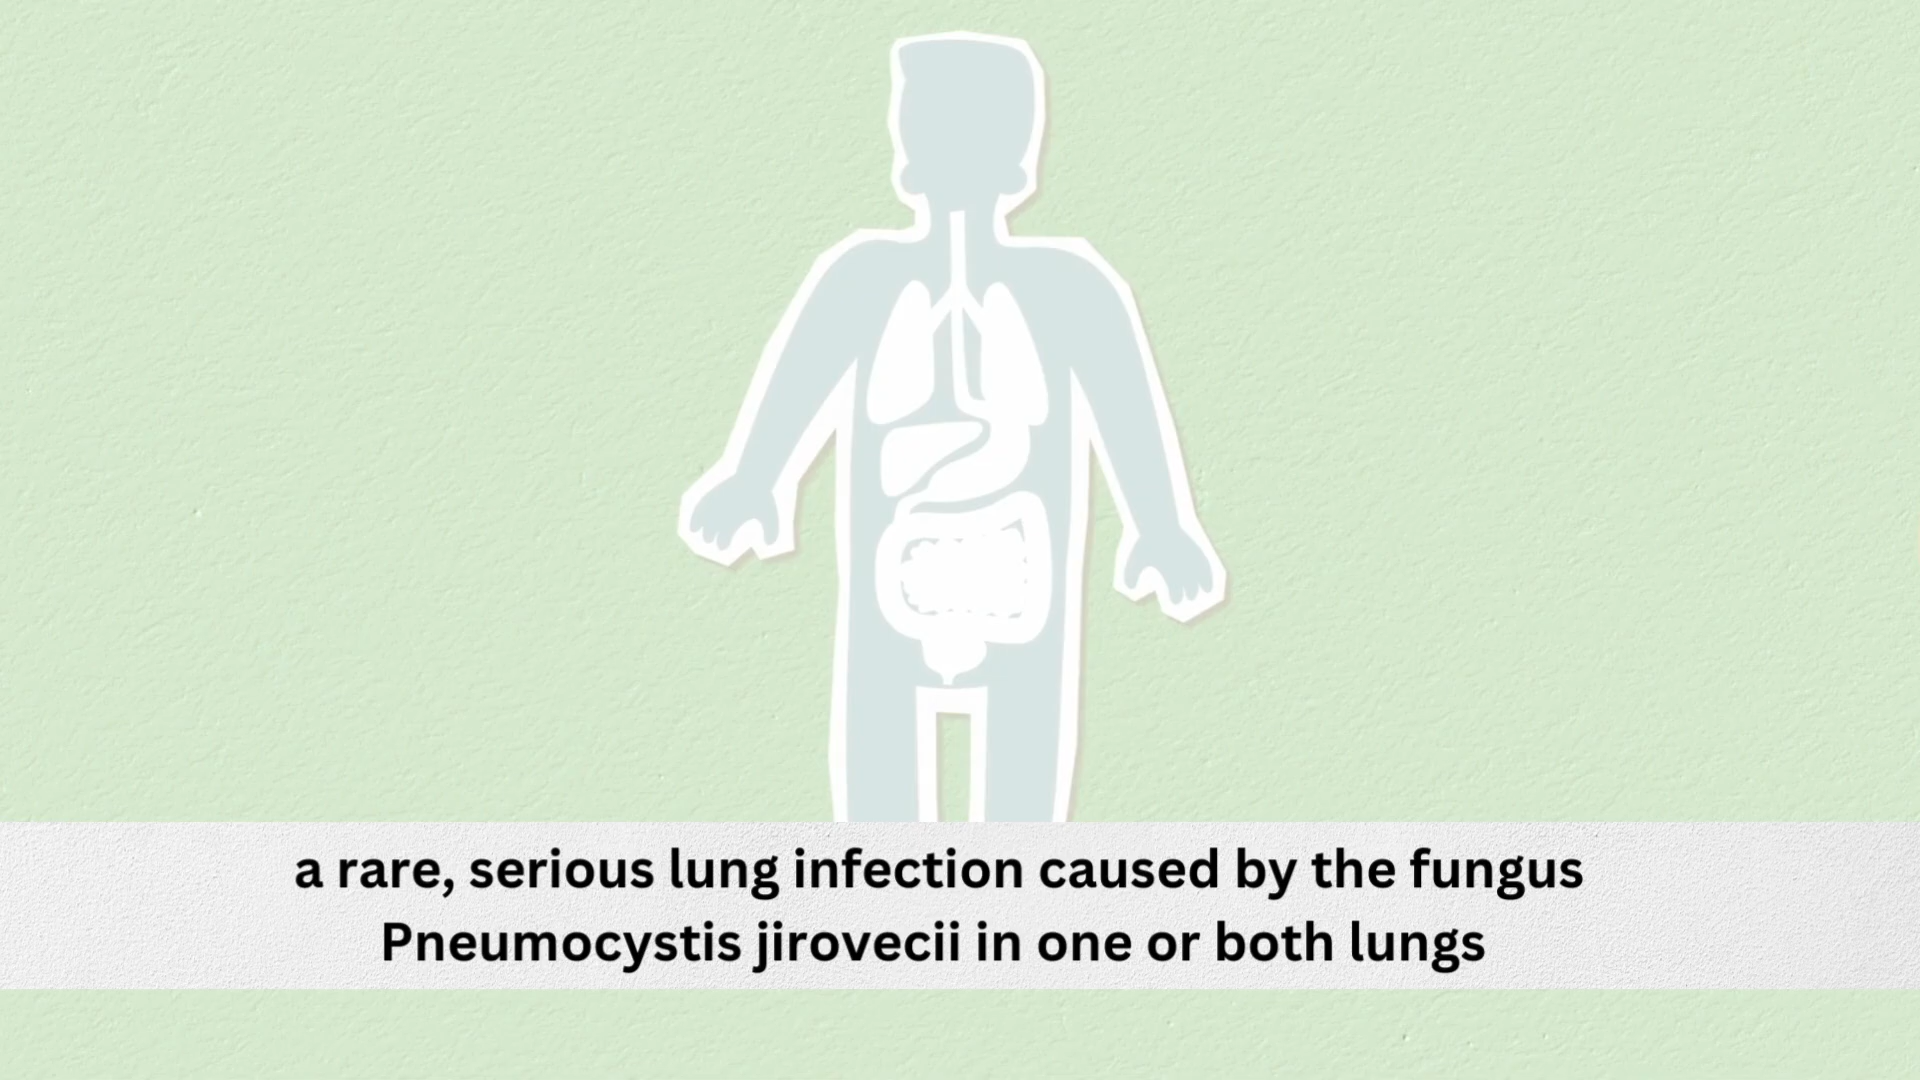 a rare, serious lung infection caused by the fungus
Pneumocystis jirovecii in one or both lungs